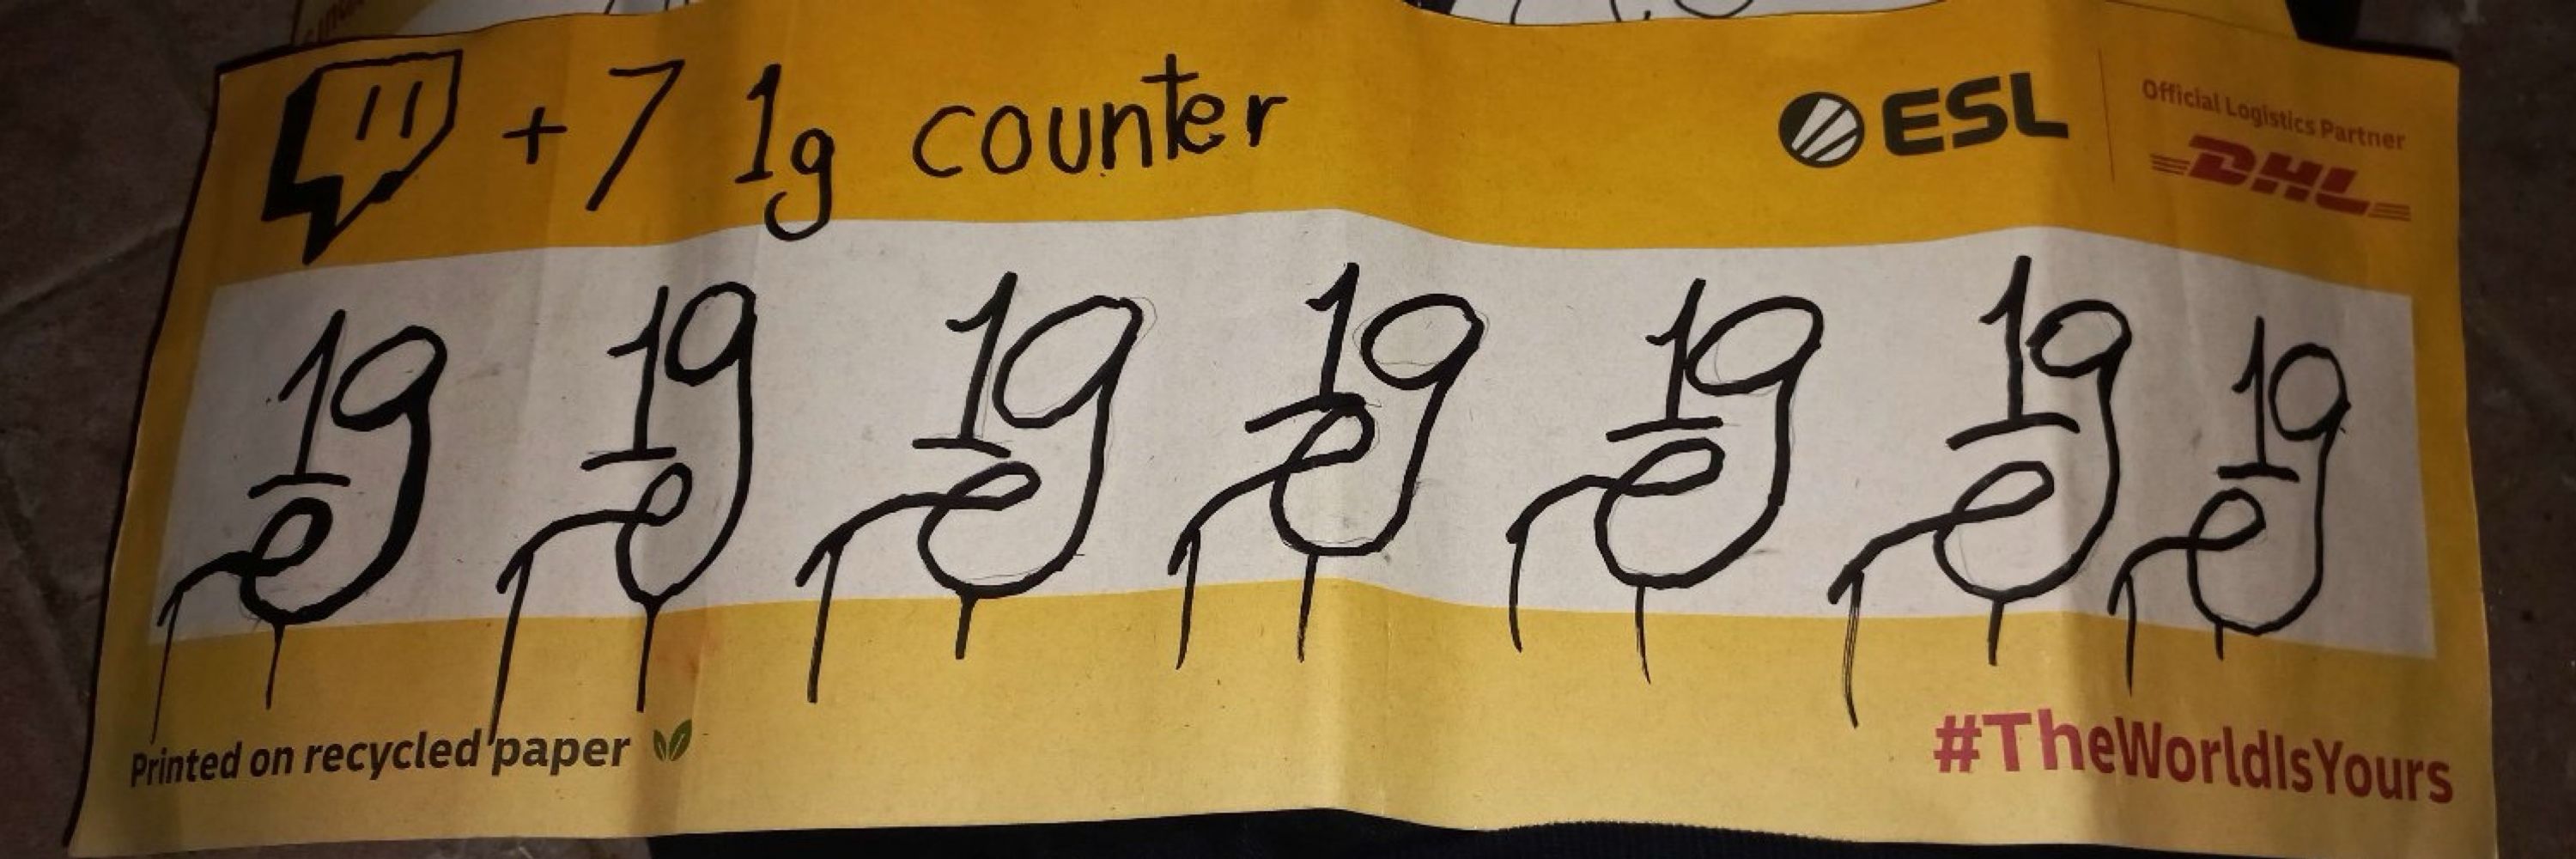 +7 1g counter
ESL
Official Logistics Partner
DHL
1g 1g 1g 1g 1g 1g 1g
Printed on recycled paper
#TheWorldIsYours